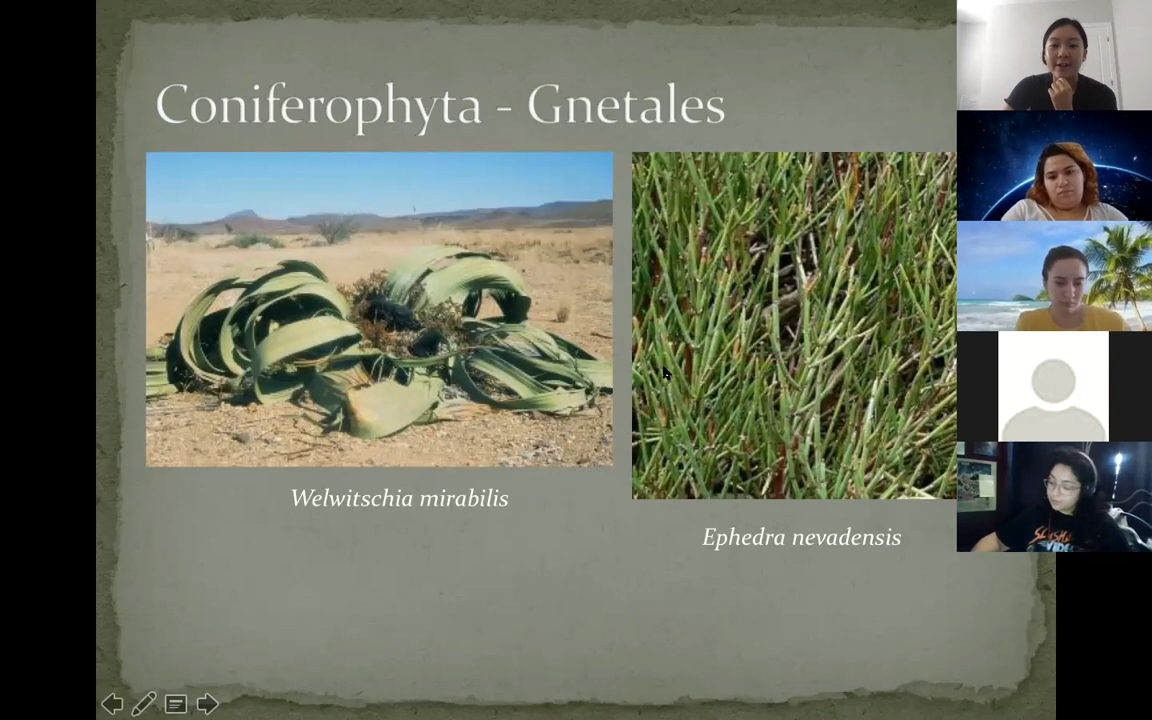 Coniferophyta - Gnetales
Welwitschia mirabilis
Ephedra nevadensis